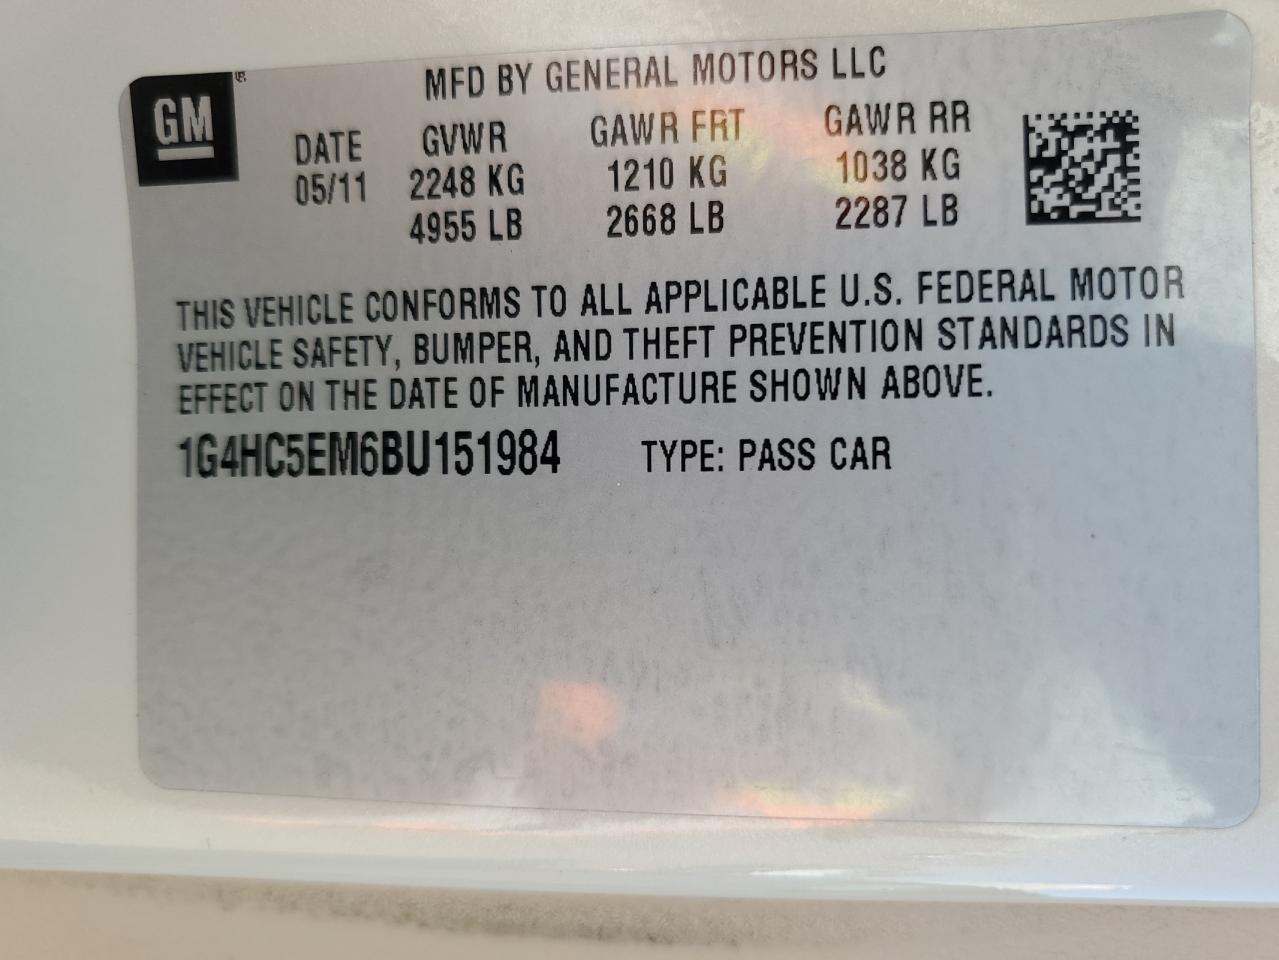 GM
MFD BY GENERAL MOTORS LLC
DATE GVWR GAWR FRT GAWR RR
05/11 2248 KG 1210 KG 1038 KG
4955 LB 2668 LB 2287 LB
THIS VEHICLE CONFORMS TO ALL APPLICABLE U.S. FEDERAL MOTOR
VEHICLE SAFETY, BUMPER, AND THEFT PREVENTION STANDARDS IN
EFFECT ON THE DATE OF MANUFACTURE SHOWN ABOVE.
1G4HC5EM6BU151984 TYPE: PASS CAR